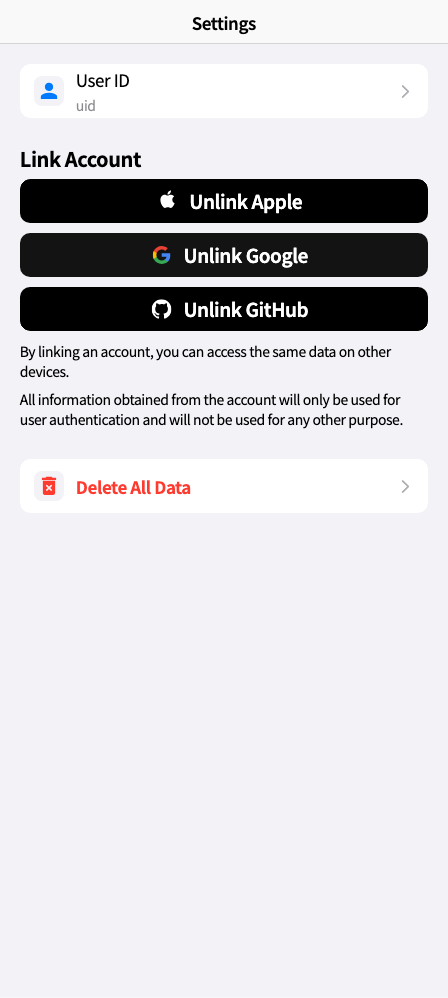 Settings
User ID
uid
Link Account
Unlink Apple
Unlink Google
Unlink GitHub
By linking an account, you can access the same data on other
devices.
All information obtained from the account will only be used for
user authentication and will not be used for any other purpose.
Delete All Data